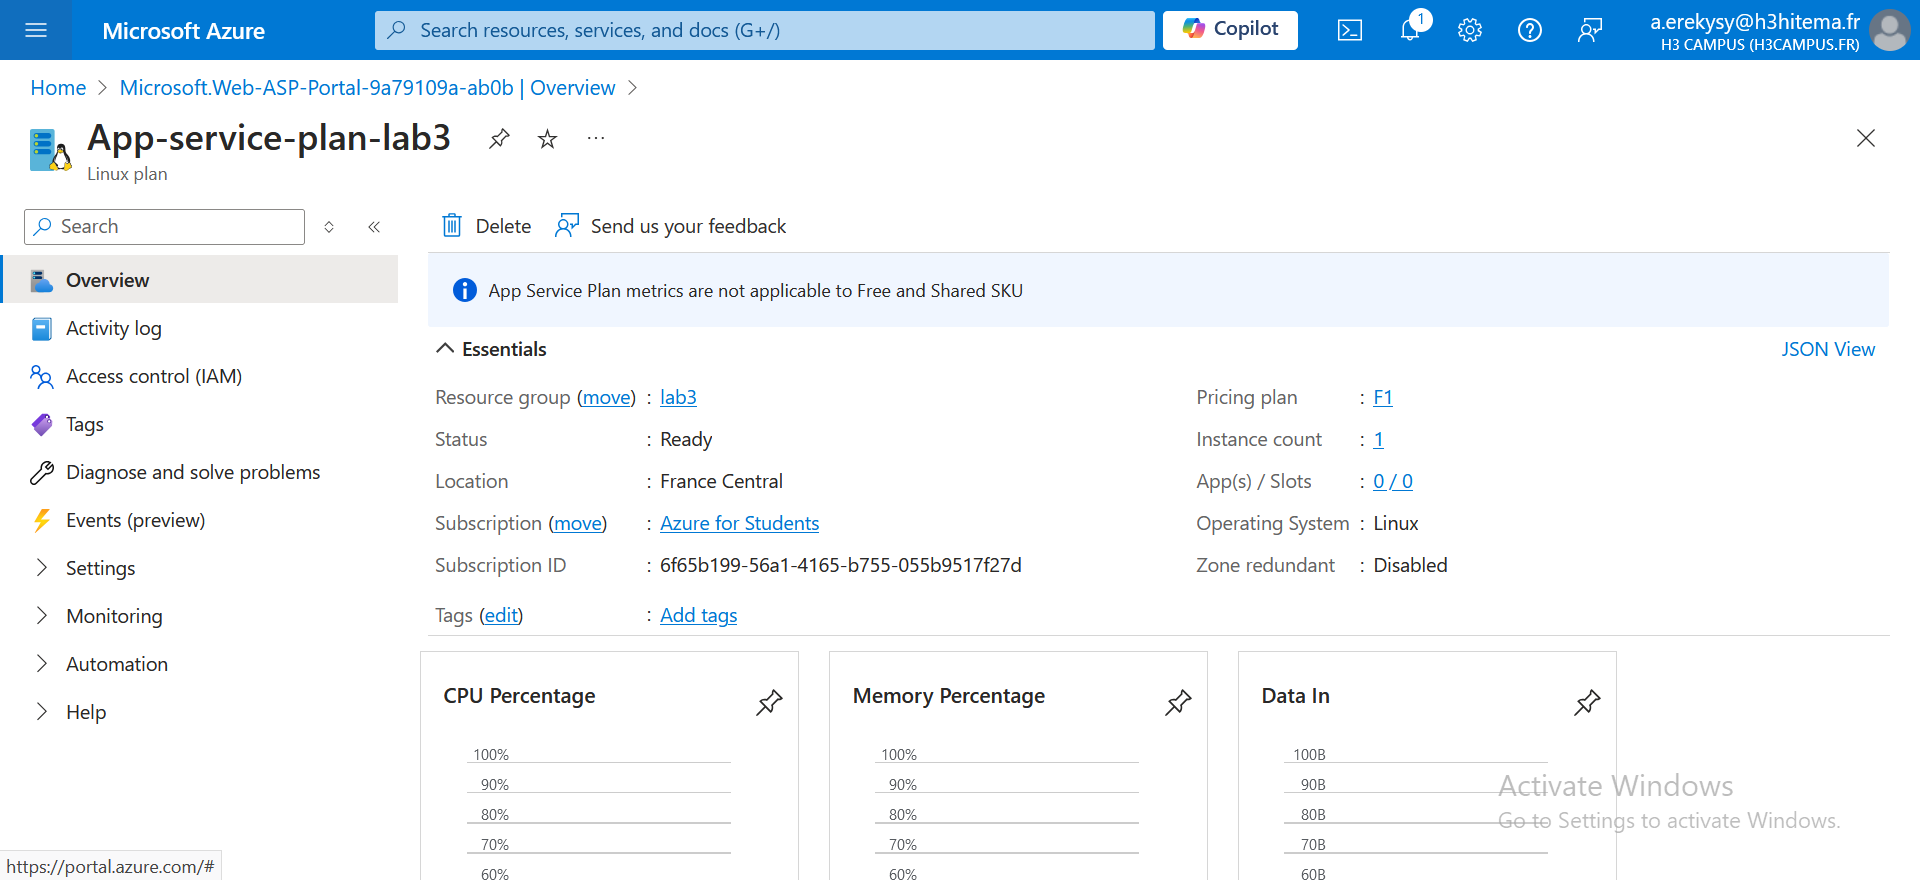 Microsoft Azure
Search resources, services, and docs (G+/)
Copilot
1
a.erekysy@h3hitema.fr
H3 CAMPUS (H3CAMPUS.FR)
Home > Microsoft.Web-ASP-Portal-9a79109a-ab0b | Overview >
App-service-plan-lab3
Linux plan
Search
Overview
Activity log
Access control (IAM)
Tags
Diagnose and solve problems
Events (preview)
Settings
Monitoring
Automation
Help
Delete
Send us your feedback
App Service Plan metrics are not applicable to Free and Shared SKU
Essentials
JSON View
Resource group (move) : lab3
Status : Ready
Location : France Central
Subscription (move) : Azure for Students
Subscription ID : 6f65b199-56a1-4165-b755-055b9517f27d
Tags (edit) : Add tags
Pricing plan : F1
Instance count : 1
App(s) / Slots : 0 / 0
Operating System : Linux
Zone redundant : Disabled
CPU Percentage
100%
90%
80%
70%
60%
Memory Percentage
100%
90%
80%
70%
60%
Data In
100B
90B
80B
70B
60B
Activate Windows
Go to Settings to activate Windows.
https://portal.azure.com/#